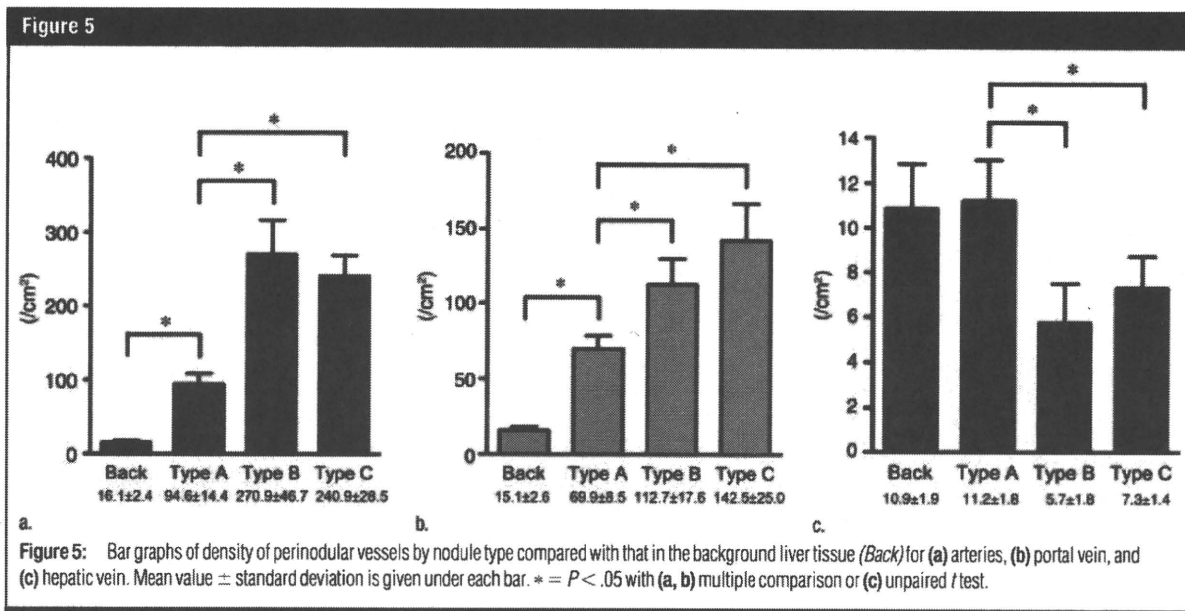 Figure 5
400
300
200
100
0
(/cm²)
*
*
*
Back Type A Type B Type C
16.1±2.4 94.6±14.4 270.9±46.7 240.9±28.5
a.
200
150
100
50
0
(/cm²)
*
*
*
Back Type A Type B Type C
15.1±2.6 69.9±8.5 112.7±17.6 142.5±25.0
b.
14
12
10
8
6
4
2
0
(/cm²)
*
*
Back Type A Type B Type C
10.9±1.9 11.2±1.8 5.7±1.8 7.3±1.4
c.
Figure 5: Bar graphs of density of perinodular vessels by nodule type compared with that in the background liver tissue (Back) for (a) arteries, (b) portal vein, and
(c) hepatic vein. Mean value ± standard deviation is given under each bar. * = P < .05 with (a, b) multiple comparison or (c) unpaired t test.